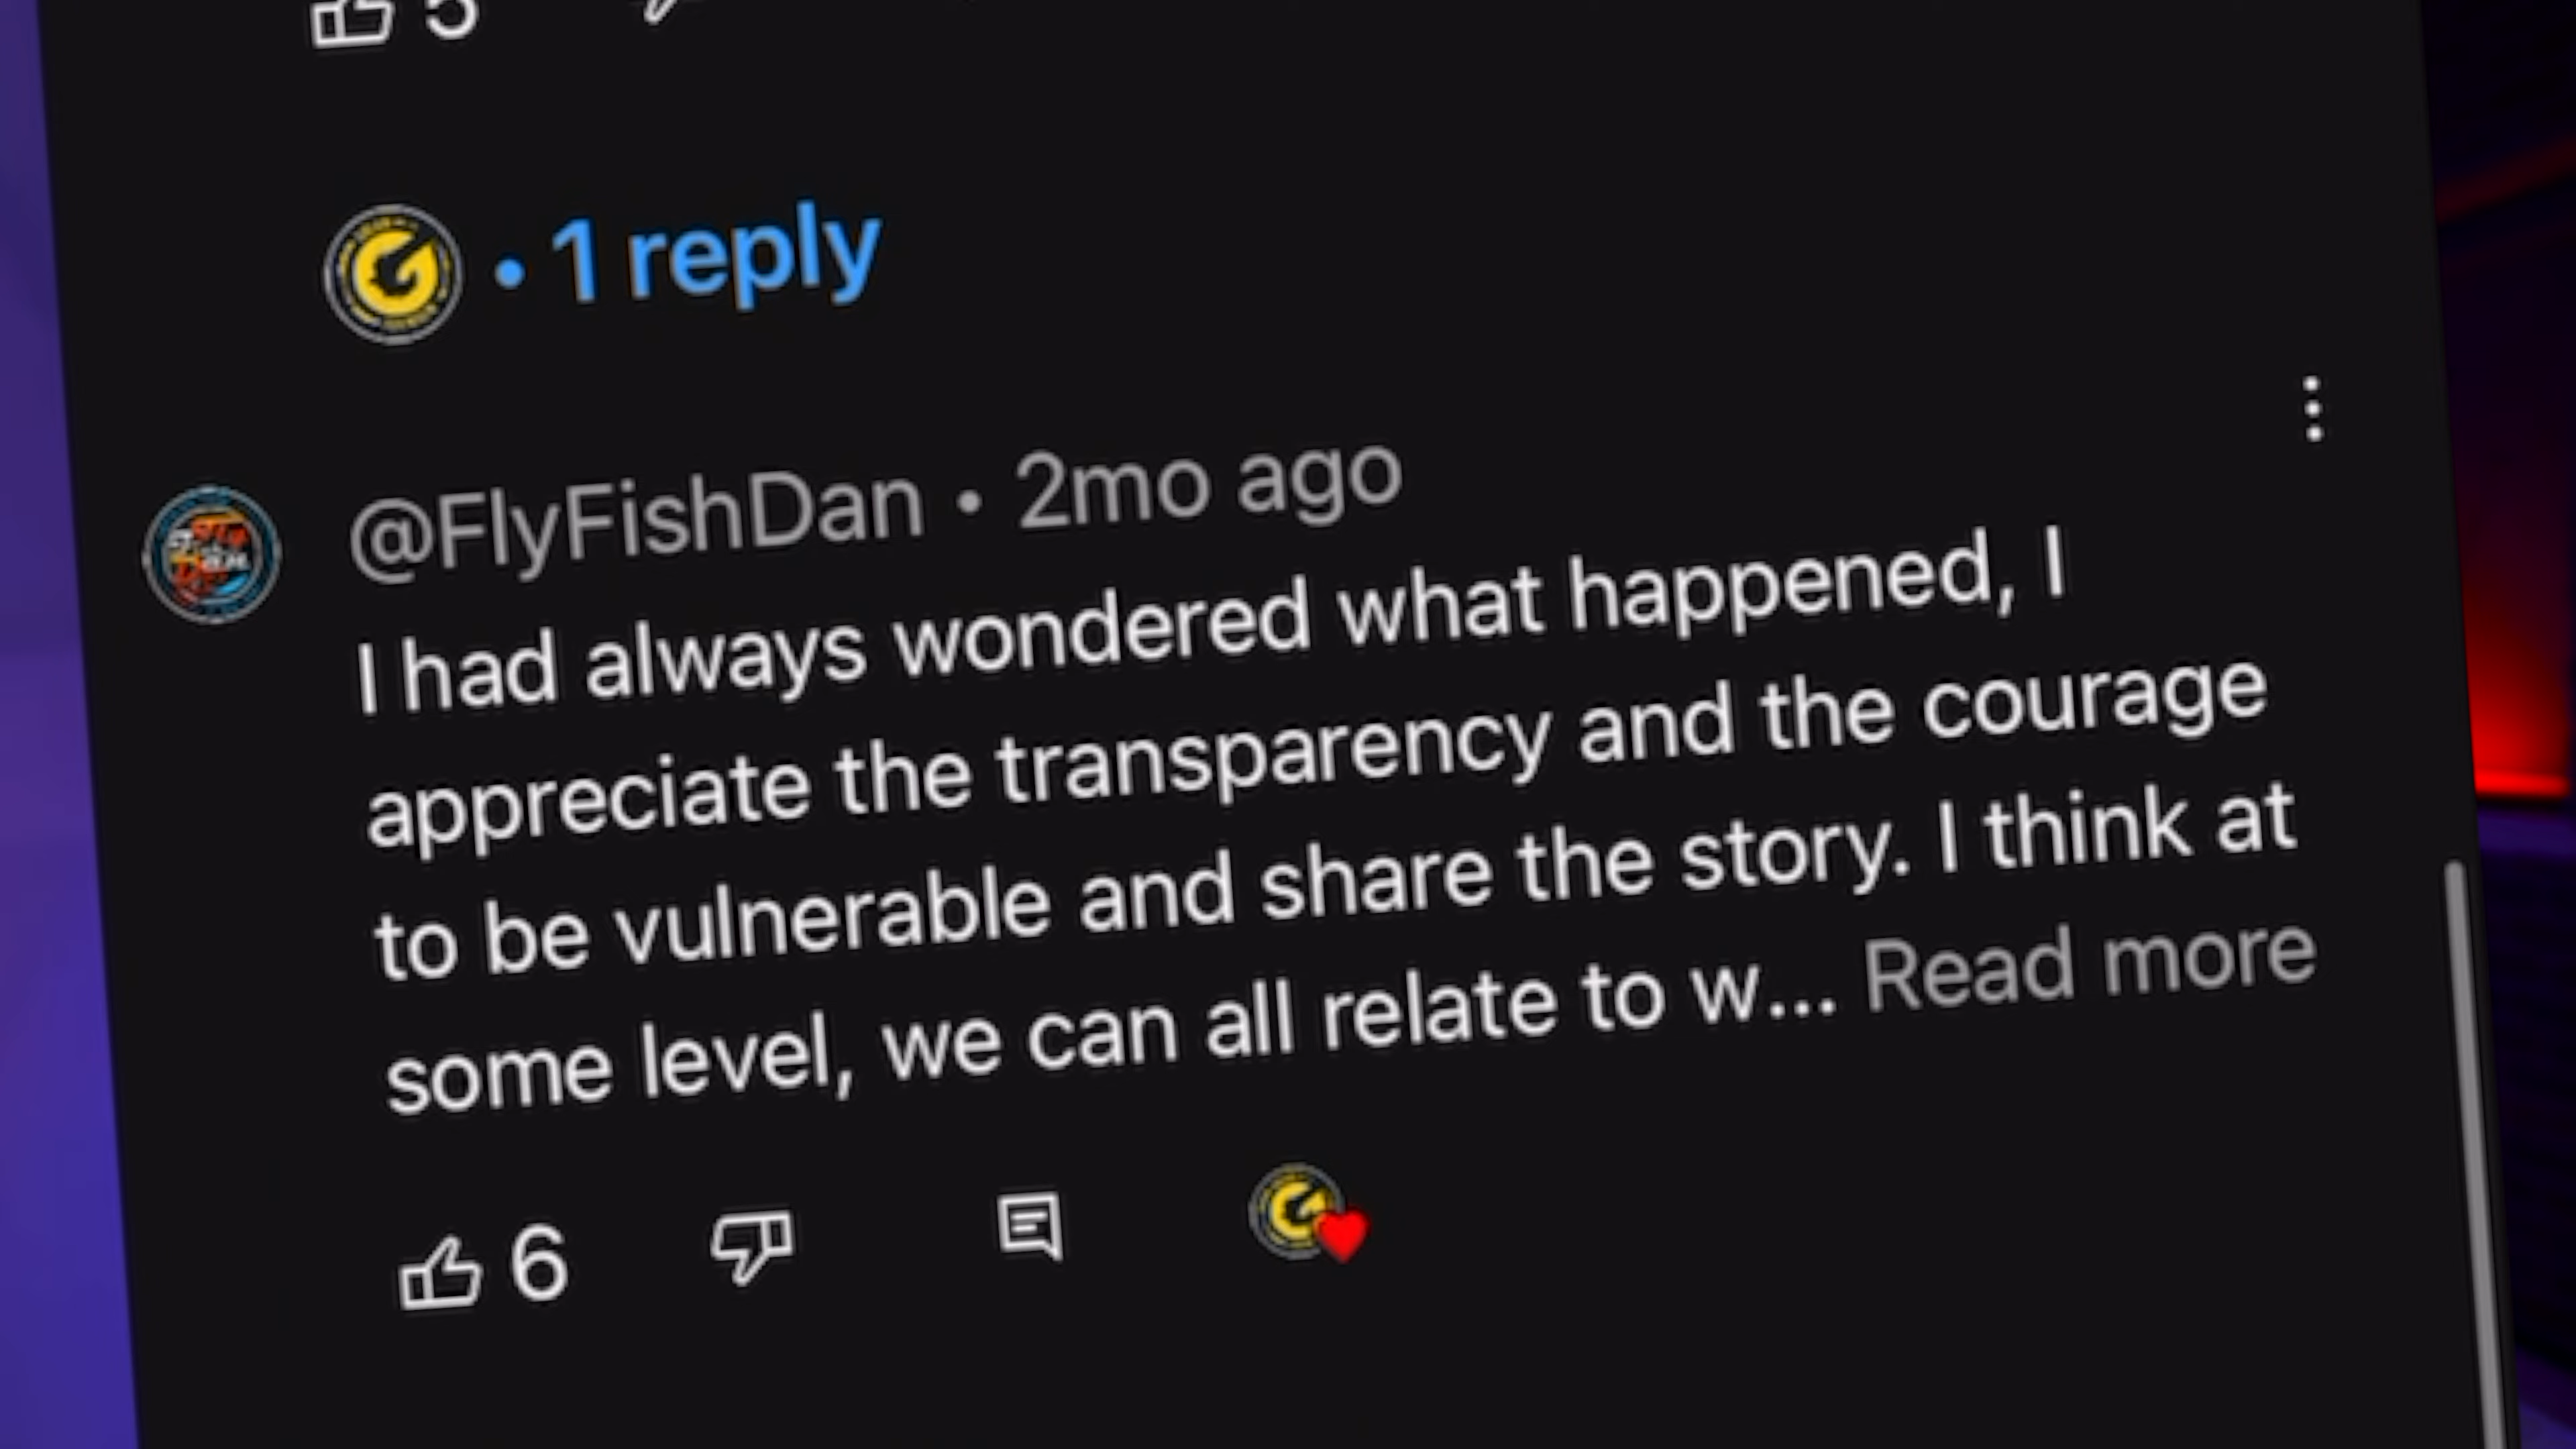 5
• 1 reply
@FlyFishDan • 2mo ago
I had always wondered what happened, I
appreciate the transparency and the courage
to be vulnerable and share the story. I think at
some level, we can all relate to w... Read more
6